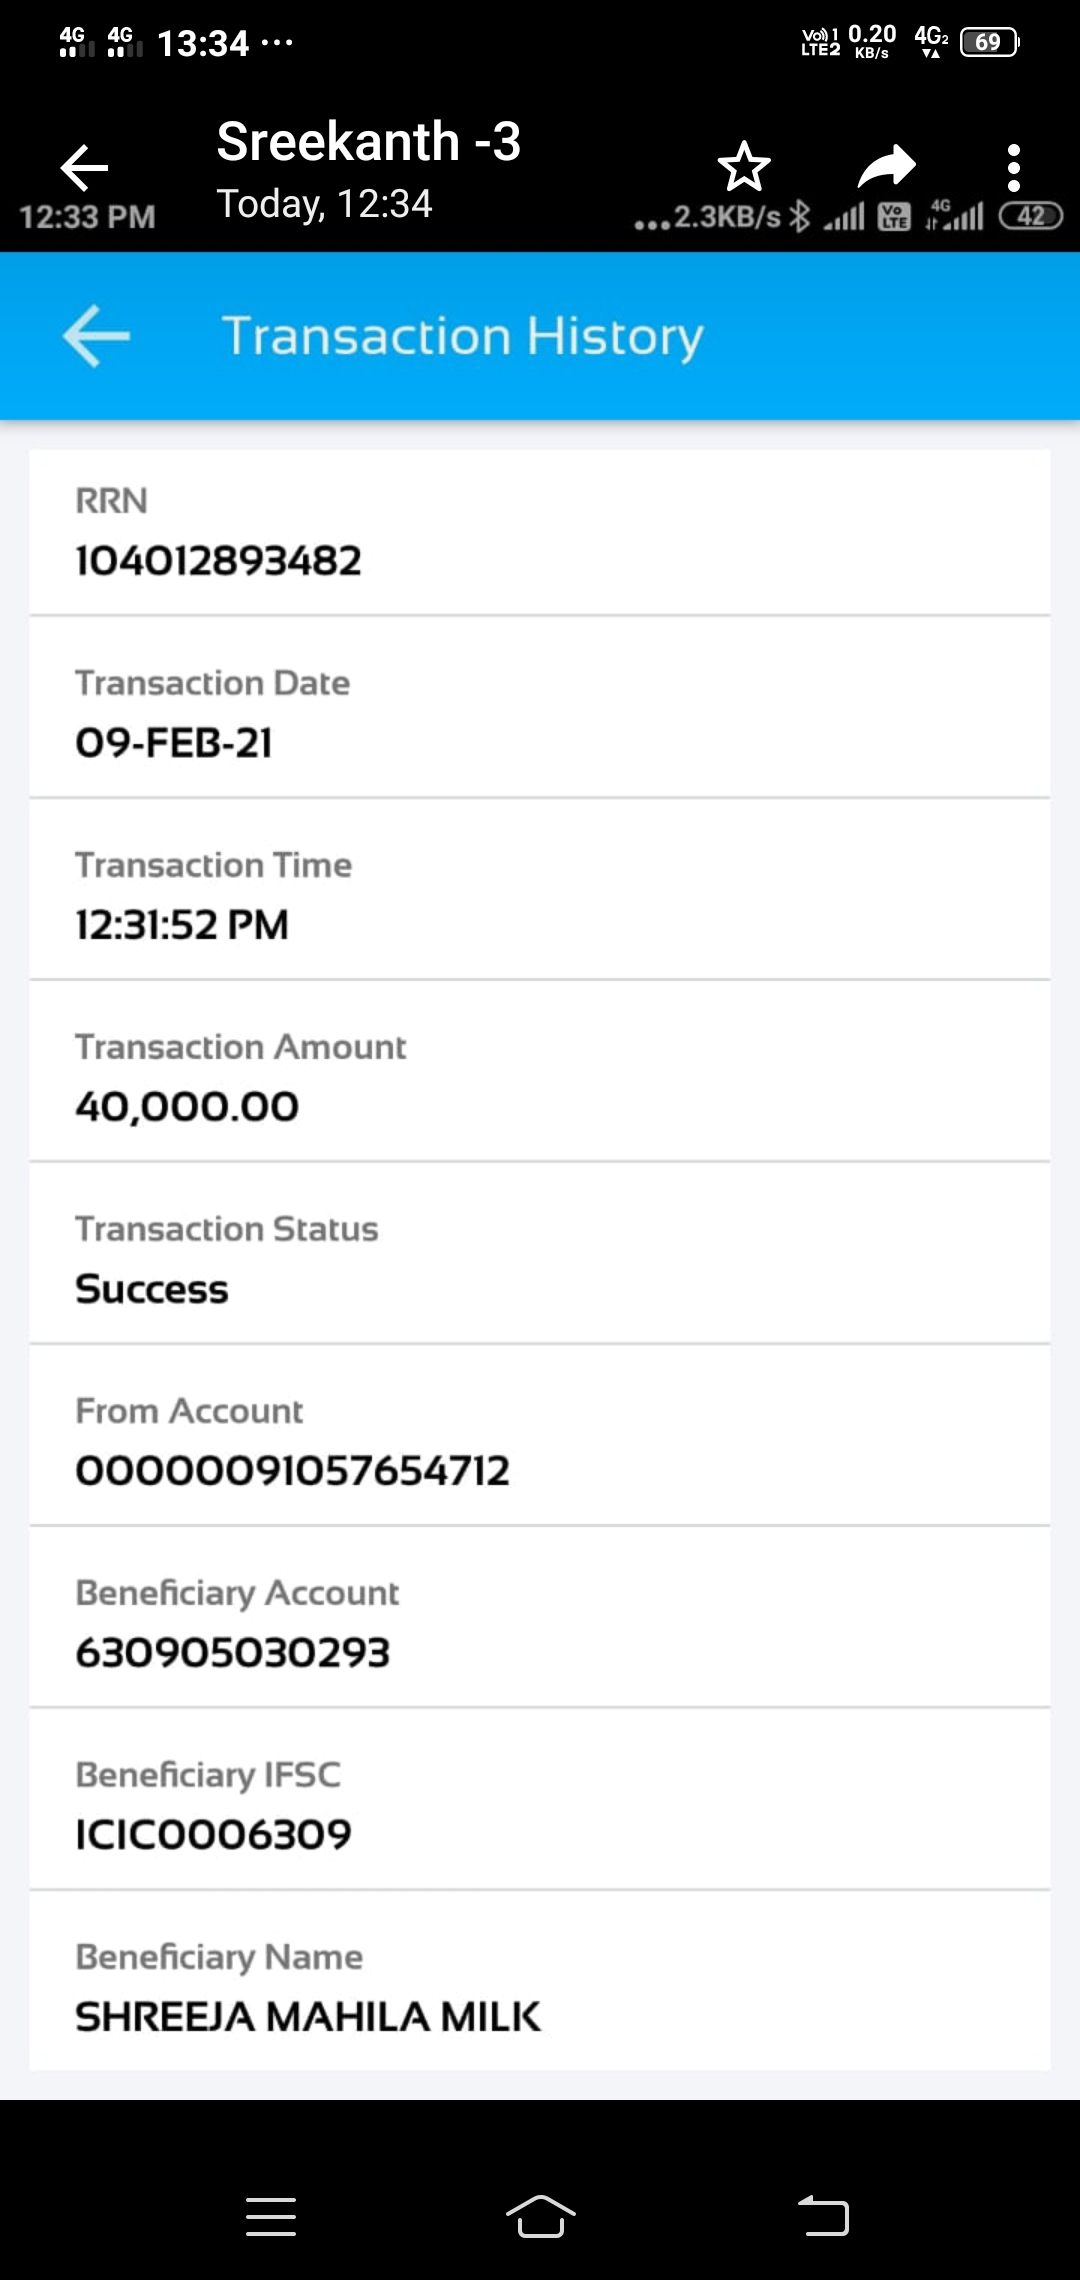 4G 4G 13:34 ... Vo) 1 LTE2 0.20 KB/s 4G2 69
Sreekanth -3
Today, 12:34
12:33 PM ...2.3KB/s Vo LTE 4G 42
Transaction History
RRN
104012893482
Transaction Date
09-FEB-21
Transaction Time
12:31:52 PM
Transaction Amount
40,000.00
Transaction Status
Success
From Account
00000091057654712
Beneficiary Account
630905030293
Beneficiary IFSC
ICIC0006309
Beneficiary Name
SHREEJA MAHILA MILK